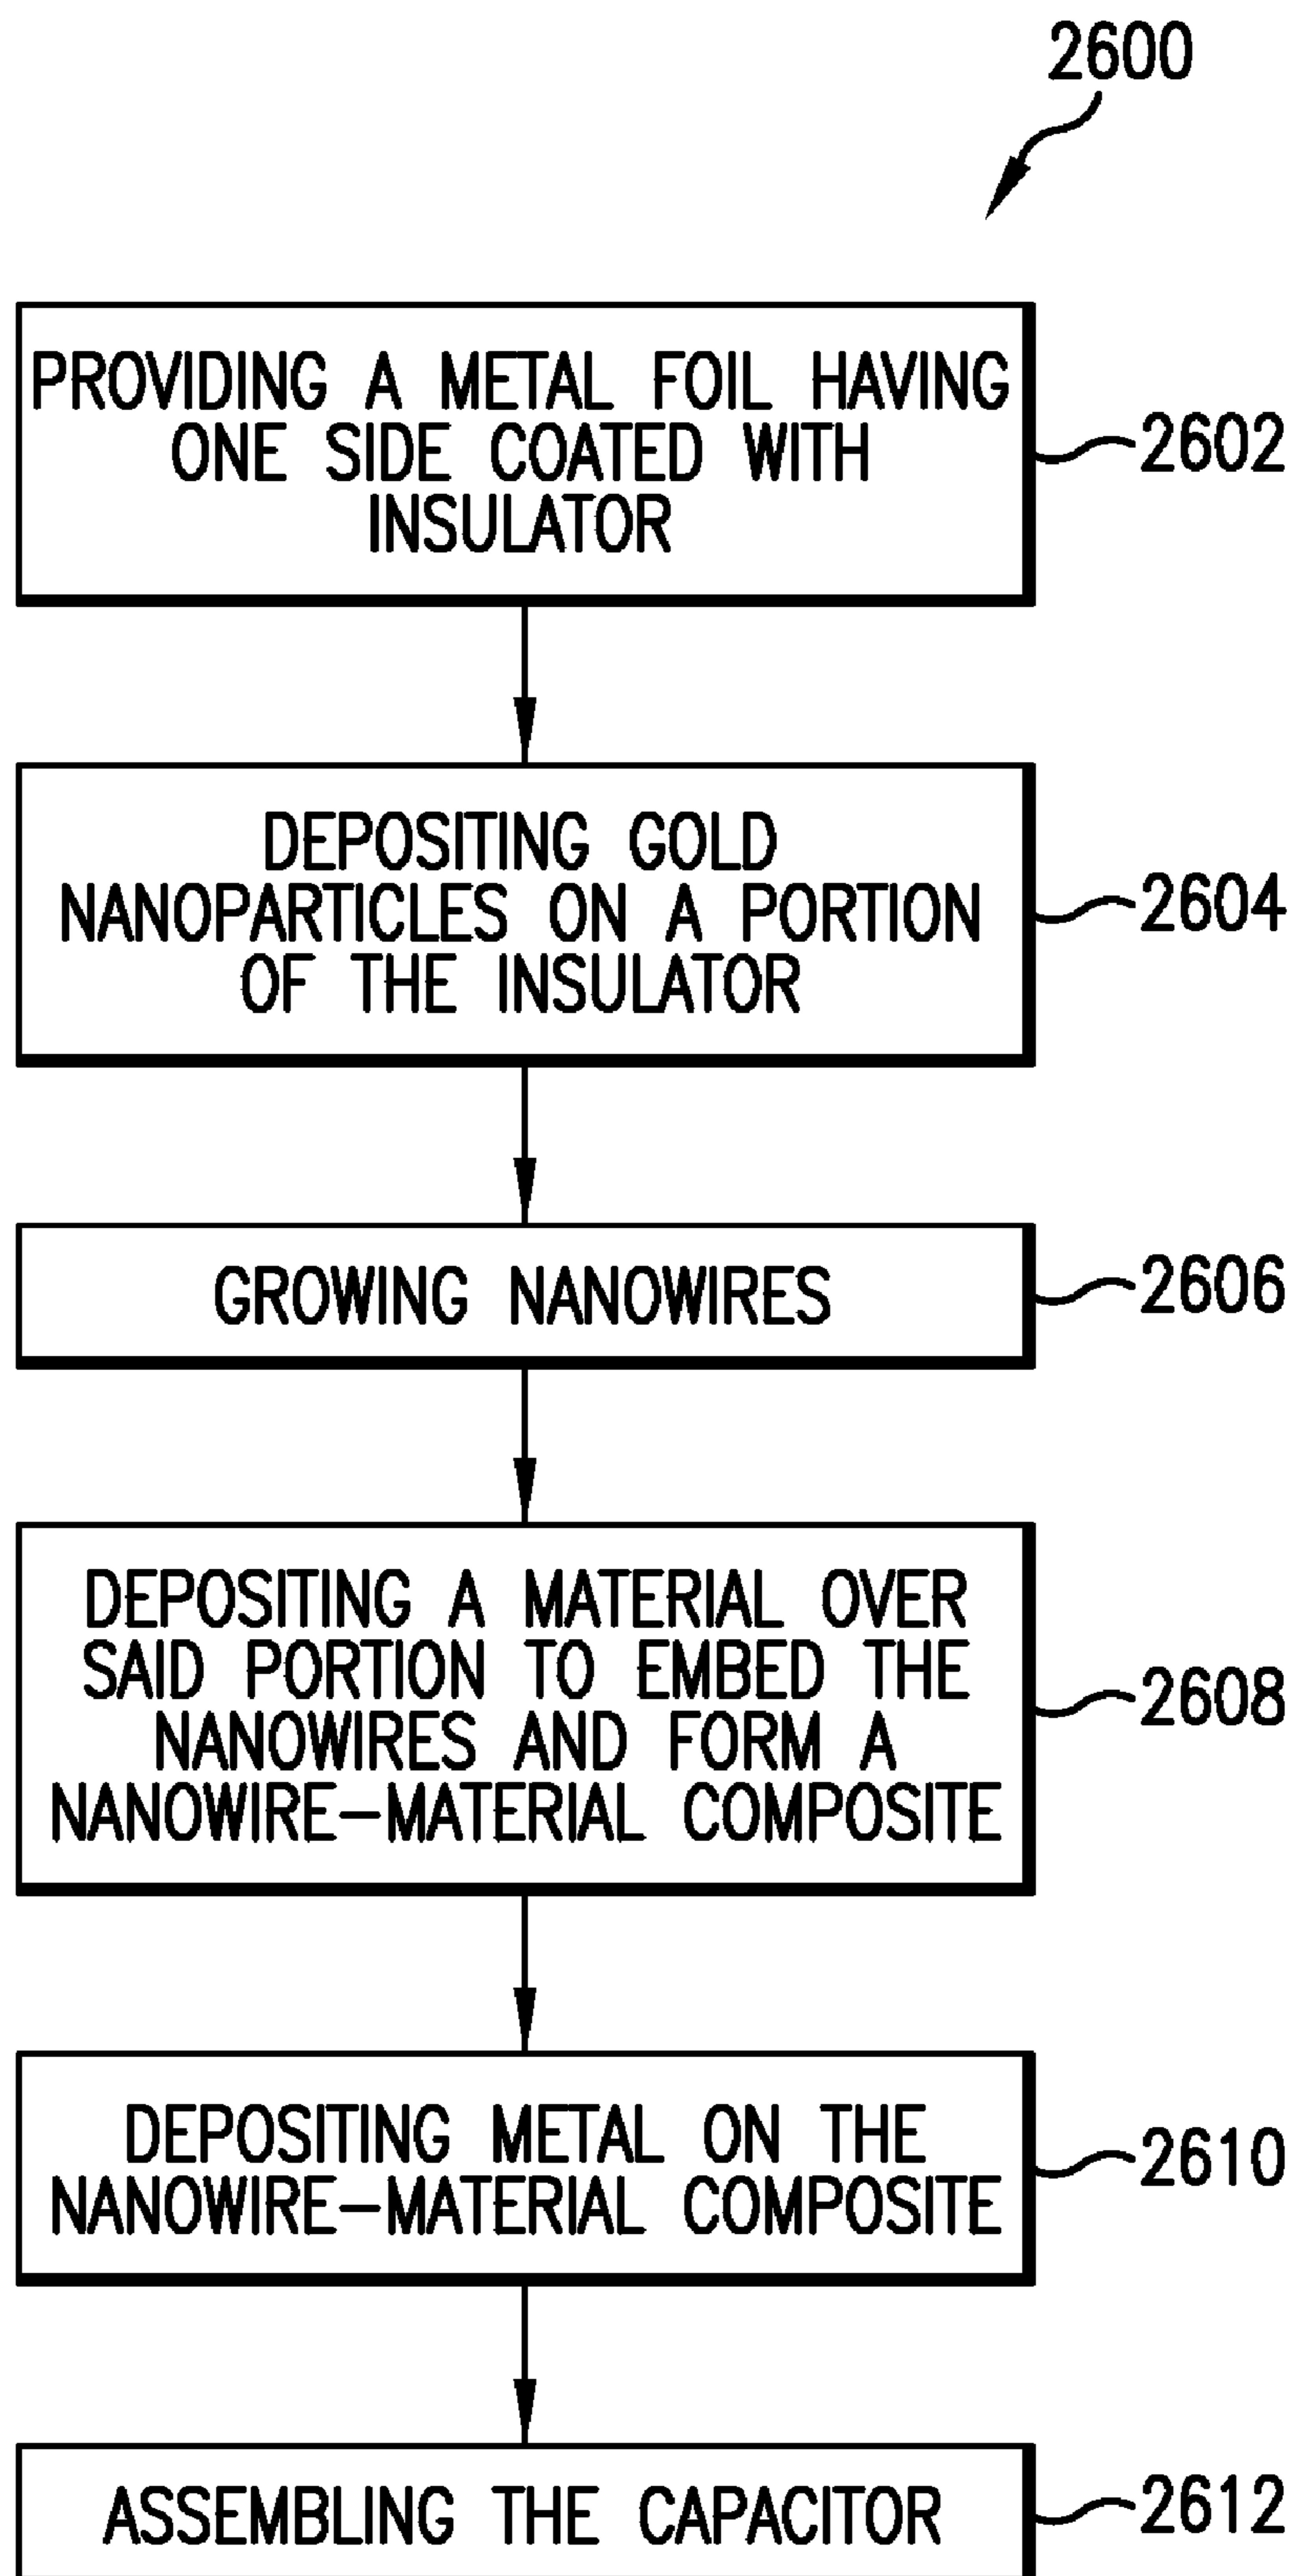 2600
PROVIDING A METAL FOIL HAVING
ONE SIDE COATED WITH
INSULATOR
2602
DEPOSITING GOLD
NANOPARTICLES ON A PORTION
OF THE INSULATOR
2604
GROWING NANOWIRES
2606
DEPOSITING A MATERIAL OVER
SAID PORTION TO EMBED THE
NANOWIRES AND FORM A
NANOWIRE-MATERIAL COMPOSITE
2608
DEPOSITING METAL ON THE
NANOWIRE-MATERIAL COMPOSITE
2610
ASSEMBLING THE CAPACITOR
2612